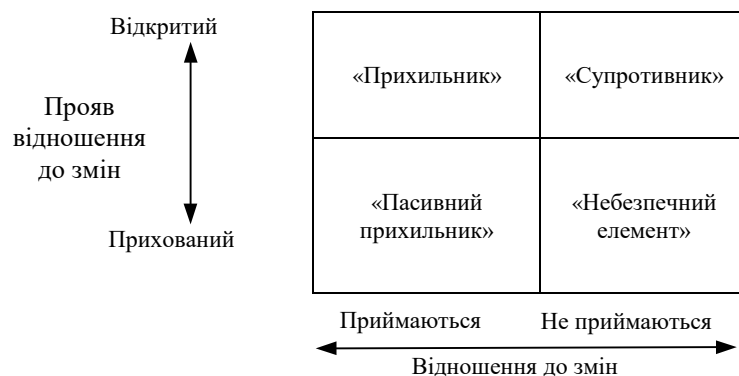 Відкритий
Прояв
відношення
до змін
Прихований
«Прихильник»
«Супротивник»
«Пасивний
прихильник»
«Небезпечний
елемент»
Приймаються
Не приймаються
Відношення до змін